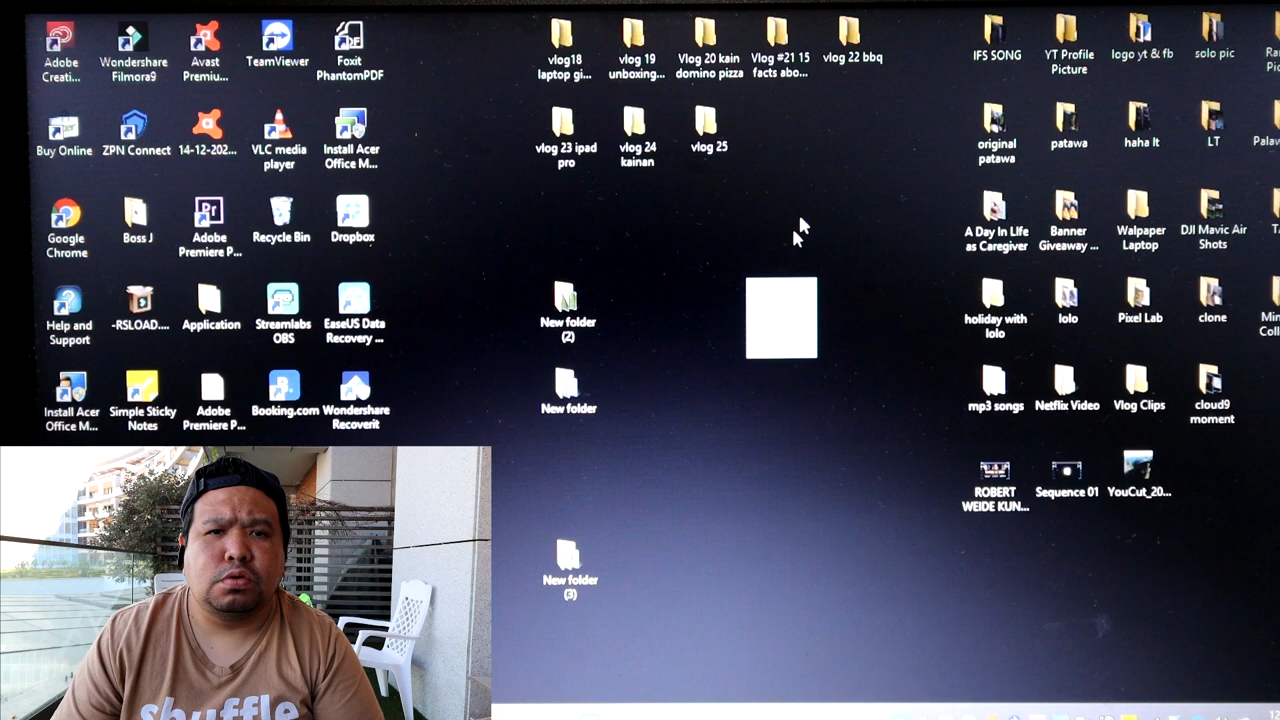 Adobe
Creati...
Wondershare
Filmora9
Avast
Premiu...
TeamViewer
Foxit
PhantomPDF
vlog18
laptop gi...
vlog 19
unboxing...
Vlog 20 kain
domino pizza
Vlog #21 15
facts abo...
vlog 22 bbq
IFS SONG
YT Profile
Picture
logo yt & fb
solo pic
Buy Online
ZPN Connect
14-12-202...
VLC media
player
Install Acer
Office M...
vlog 23 ipad
pro
vlog 24
kainan
vlog 25
original
patawa
patawa
haha lt
LT
Google
Chrome
Boss J
Adobe
Premiere P...
Recycle Bin
Dropbox
A Day In LIfe
as Caregiver
Banner
Giveaway ...
Walpaper
Laptop
DJI Mavic Air
Shots
Help and
Support
-RSLOAD....
Application
Streamlabs
OBS
EaseUS Data
Recovery ...
New folder
(2)
holiday with
lolo
lolo
Pixel Lab
clone
Install Acer
Office M...
Simple Sticky
Notes
Adobe
Premiere P...
Booking.com
Wondershare
Recoverit
New folder
mp3 songs
Netflix Video
Vlog Clips
cloud9
moment
ROBERT
WEIDE KUN...
Sequence 01
YouCut_20...
New folder
(3)
shuffle